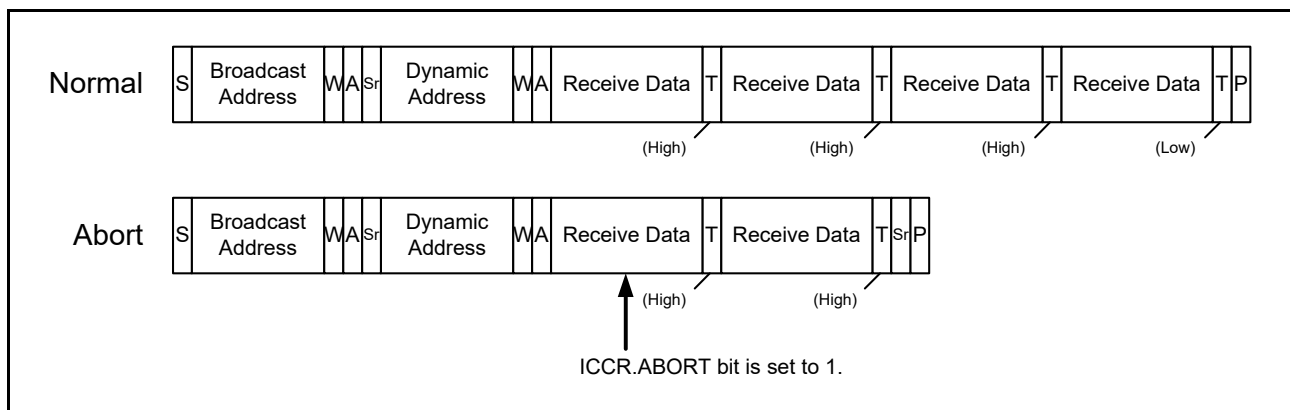 Normal S Broadcast Address W A Sr Dynamic Address W A Receive Data T Receive Data T Receive Data T Receive Data T P
(High) (High) (High) (Low)
Abort S Broadcast Address W A Sr Dynamic Address W A Receive Data T Receive Data T Sr P
(High) (High)
ICCR.ABORT bit is set to 1.